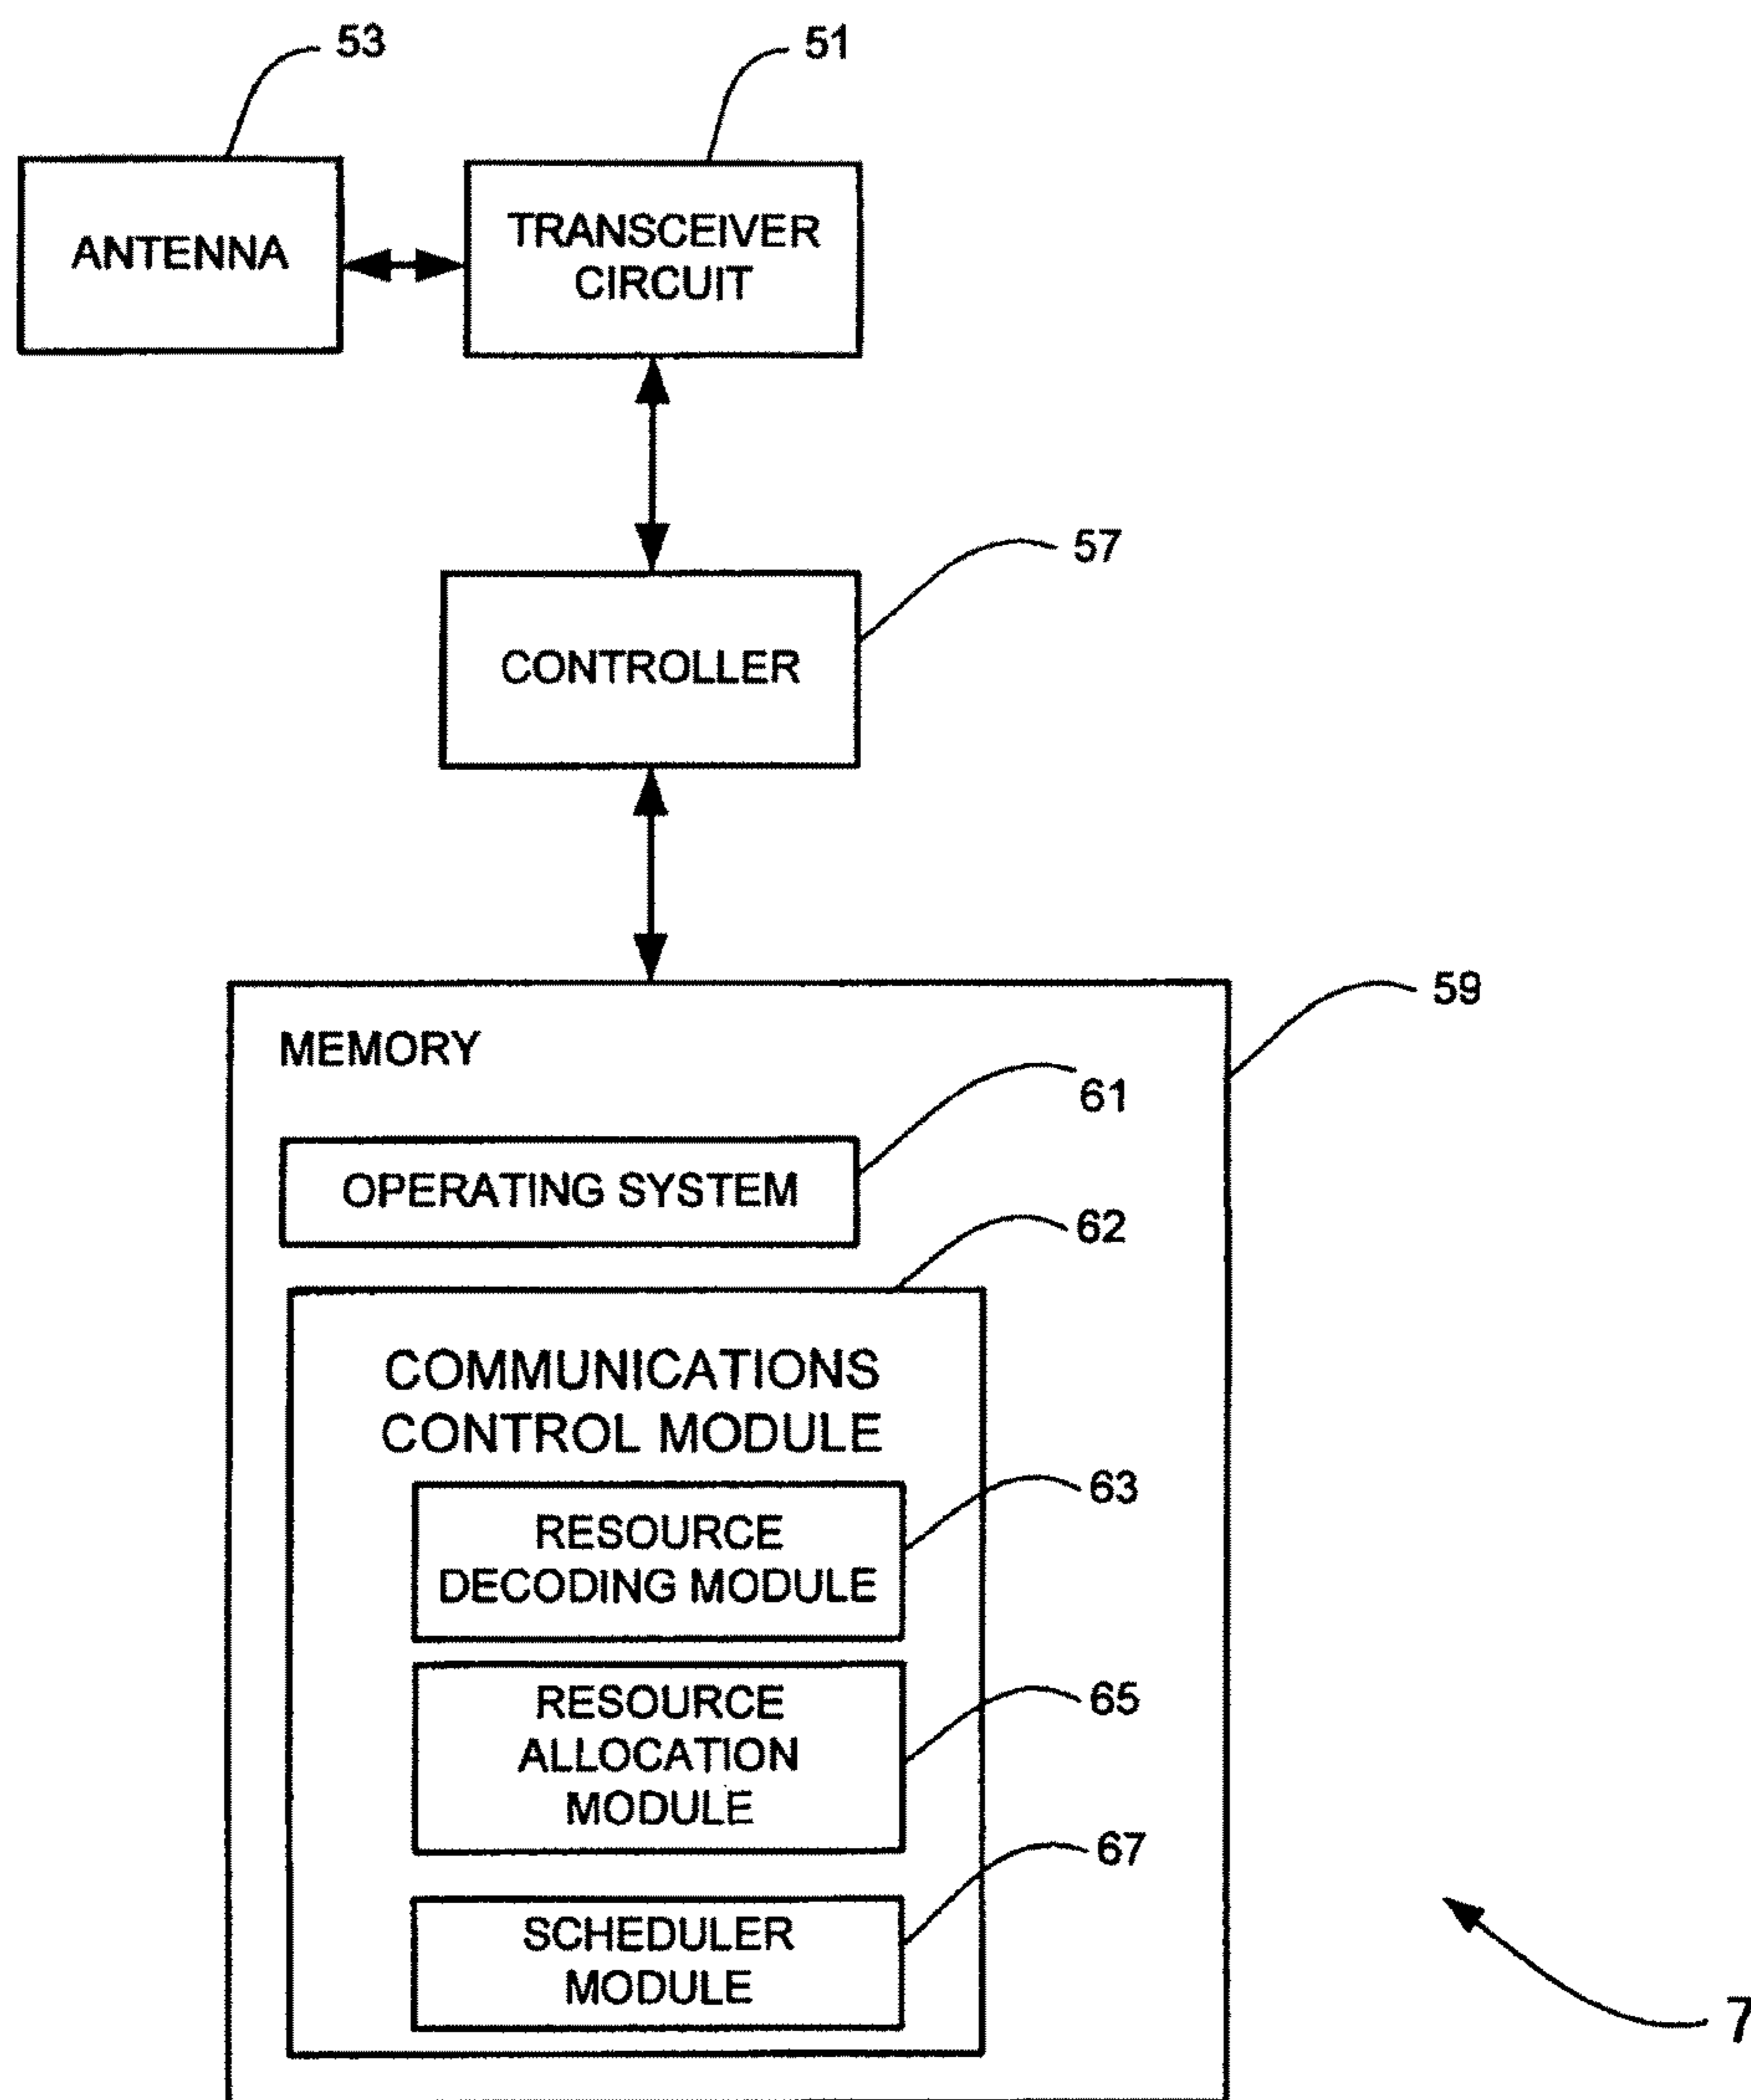 53
51
ANTENNA
TRANSCEIVER
CIRCUIT
57
CONTROLLER
59
MEMORY
61
OPERATING SYSTEM
62
COMMUNICATIONS
CONTROL MODULE
63
RESOURCE
DECODING MODULE
65
RESOURCE
ALLOCATION
MODULE
67
SCHEDULER
MODULE
7